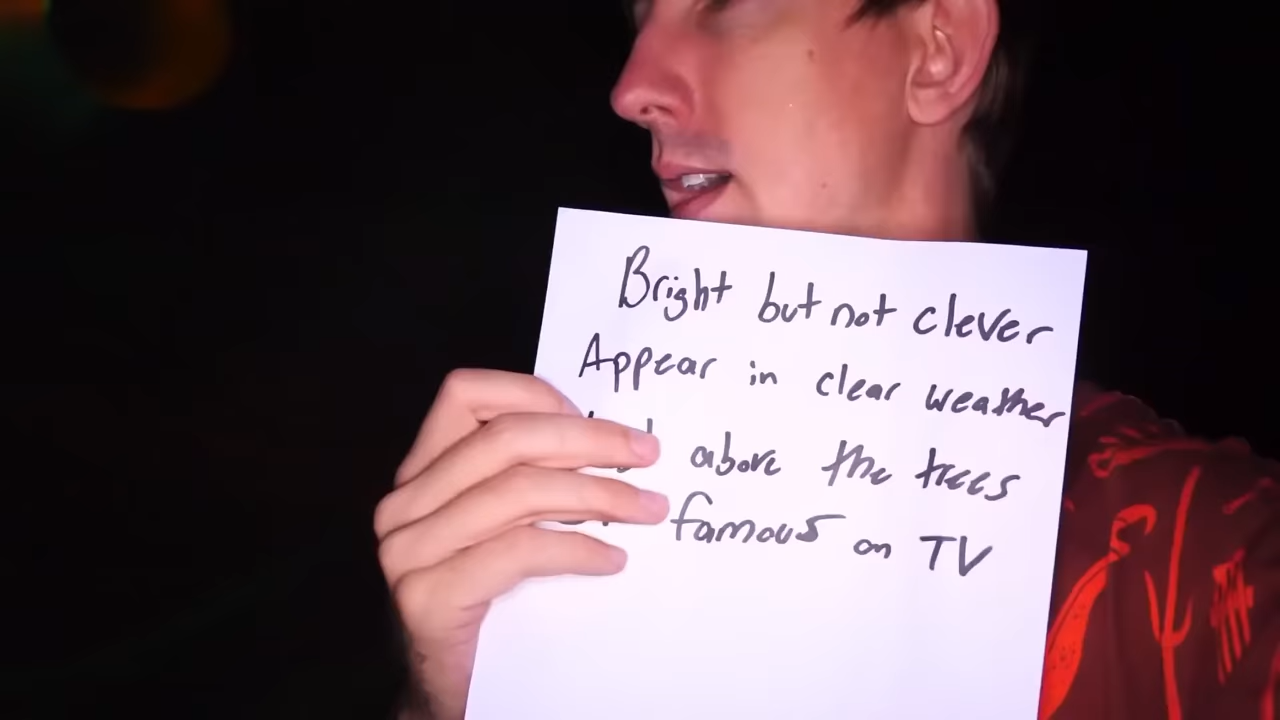 Bright but not clever
Appear in clear weather
above the trees
famous on TV